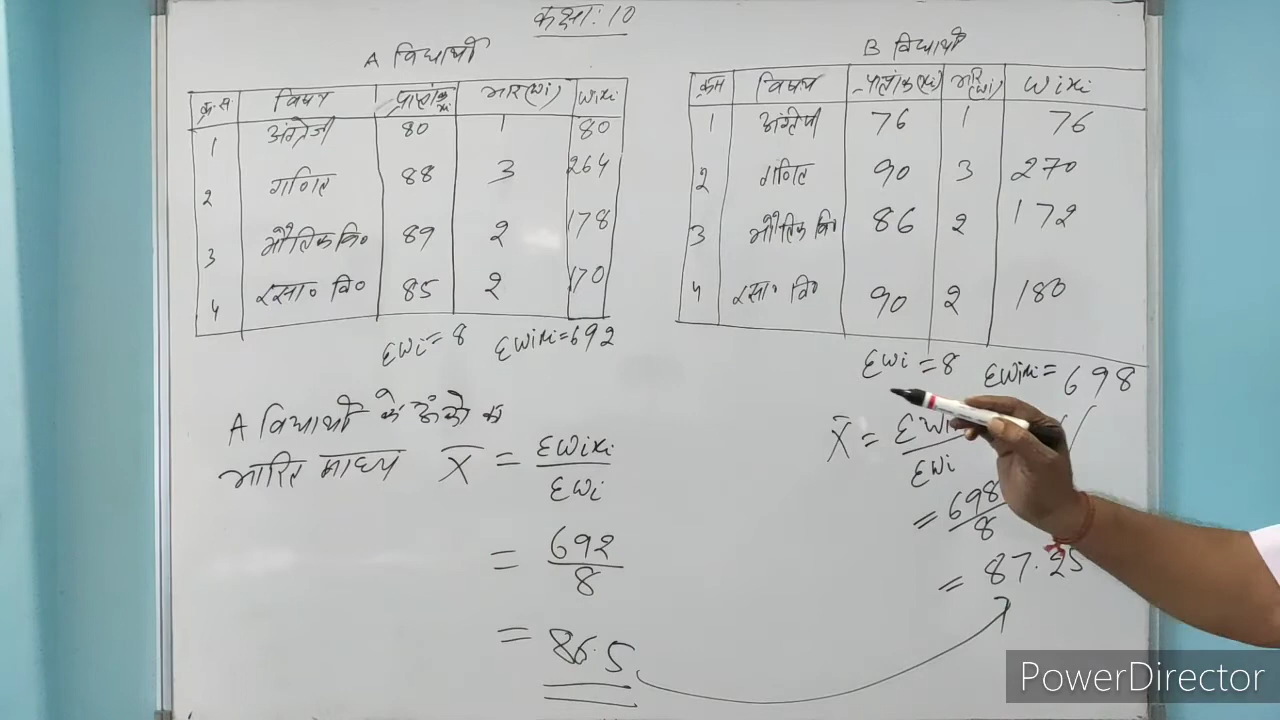 कक्षा: 10
A विद्यार्थी
क्र.स विषय प्राप्तांक xi भार(wi) wixi
1 अंग्रेजी 80 1 80
2 गणित 88 3 264
3 भौतिक वि० 89 2 178
4 रसा० वि० 85 2 170
Σwi = 8 Σwixi = 692
A विद्यार्थी के अंको का
भारित माध्य X̄ = Σwixi / Σwi
= 692 / 8
= 86.5
B विद्यार्थी
क्रम विषय प्राप्तांक(xi) भार(wi) wixi
1 अंग्रेजी 76 1 76
2 गणित 90 3 270
3 भौतिक वि० 86 2 172
4 रसा० वि० 90 2 180
Σwi = 8 Σwixi = 698
X̄ = / Σwi
= 698 / 8
= 87.25
PowerDirector